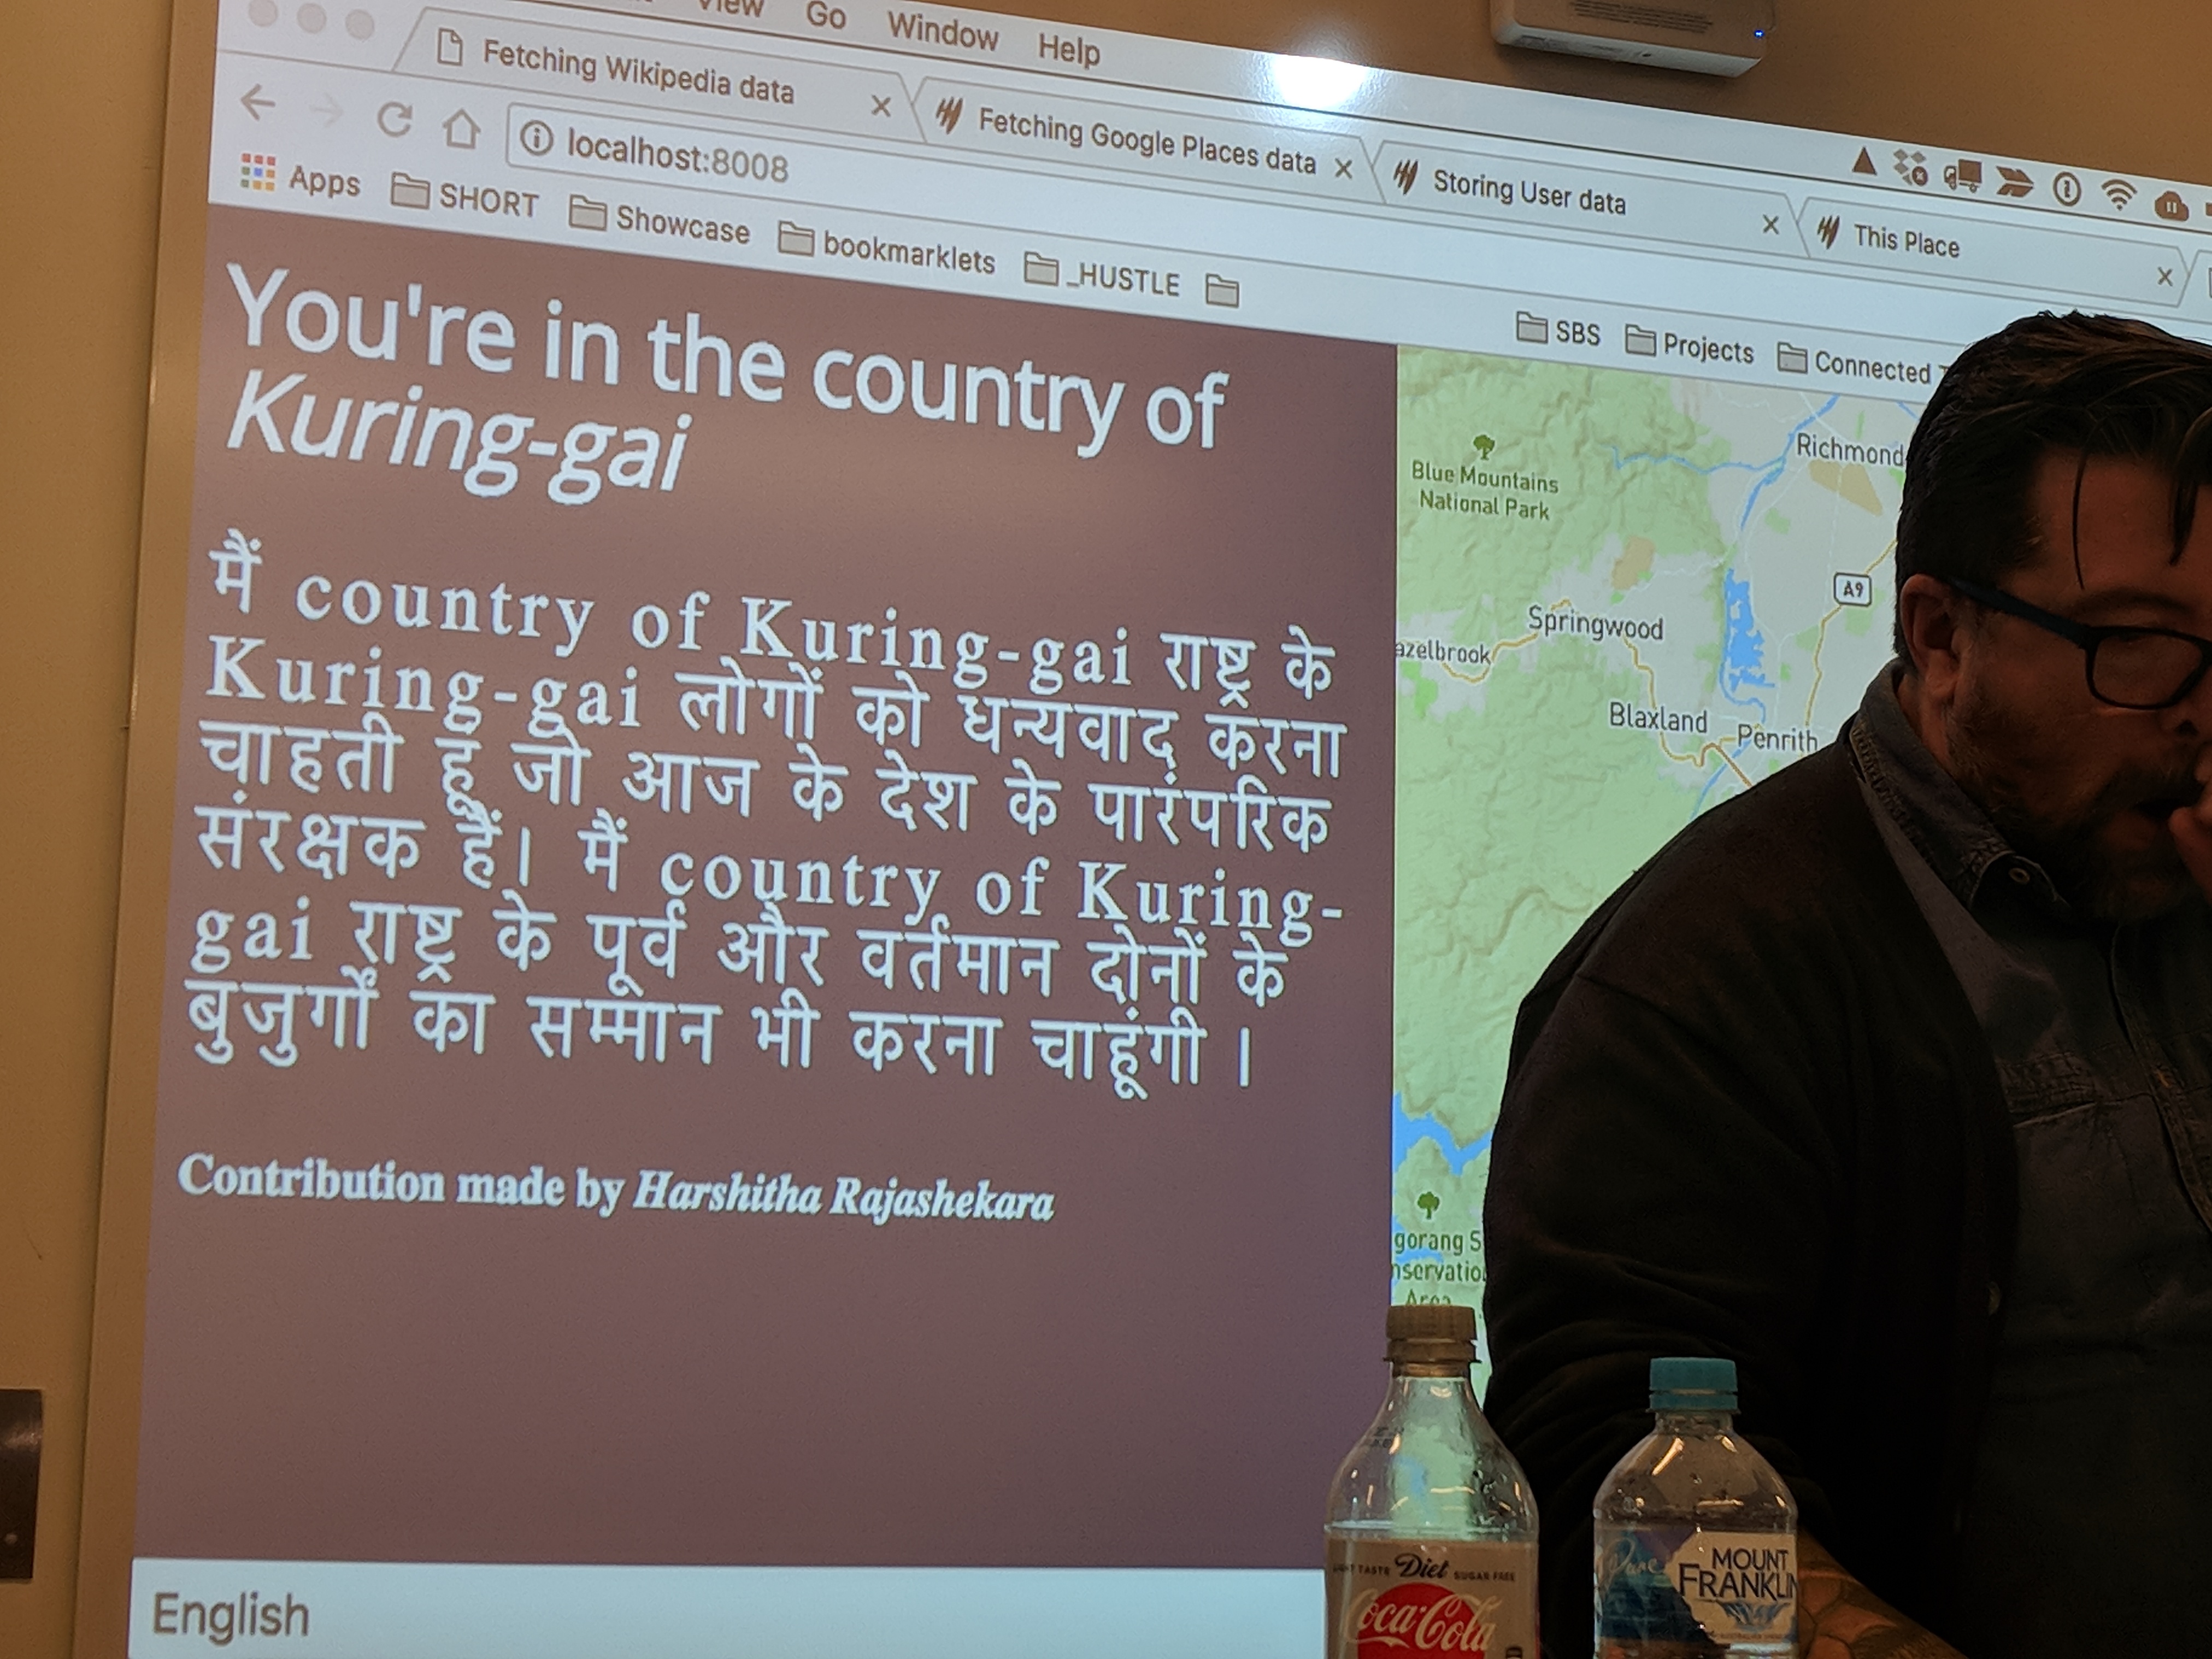 Go Window Help
Fetching Wikipedia data
Fetching Google Places data
Storing User data
This Place
localhost:8008
Apps SHORT Showcase bookmarklets _HUSTLE SBS Projects Connected
You're in the country of
Kuring-gai
मैं country of Kuring-gai राष्ट्र के
Kuring-gai लोगों को धन्यवाद करना
चाहती हूं जो आज के देश के पारंपरिक
संरक्षक हैं। मैं country of Kuring-
gai राष्ट्र के पूर्व और वर्तमान दोनों के
बुजुर्गों का सम्मान भी करना चाहूंगी ।
Contribution made by Harshitha Rajashekara
English
Blue Mountains
National Park
Richmond
A9
Springwood
azelbrook
Blaxland
Penrith
gorang S
nservatio
Area
Diet
SUGAR FREE
Coca-Cola
MOUNT
FRANKLIN